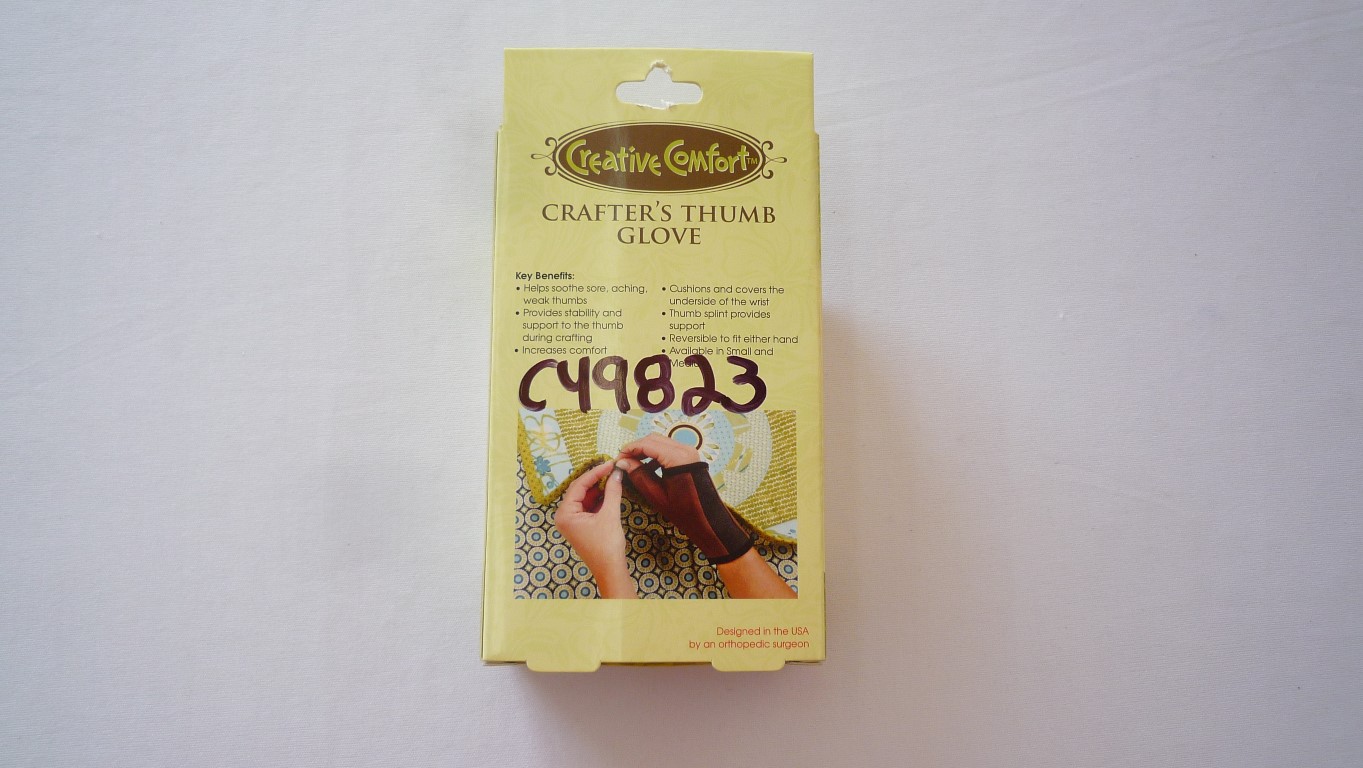 Creative Comfort™
CRAFTER'S THUMB
GLOVE
Key Benefits:
• Helps soothe sore, aching,
weak thumbs
• Provides stability and
support to the thumb
during crafting
• Increases comfort
• Cushions and covers the
underside of the wrist
• Thumb splint provides
support
• Reversible to fit either hand
• Available in Small and
C49823
Designed in the USA
by an orthopedic surgeon